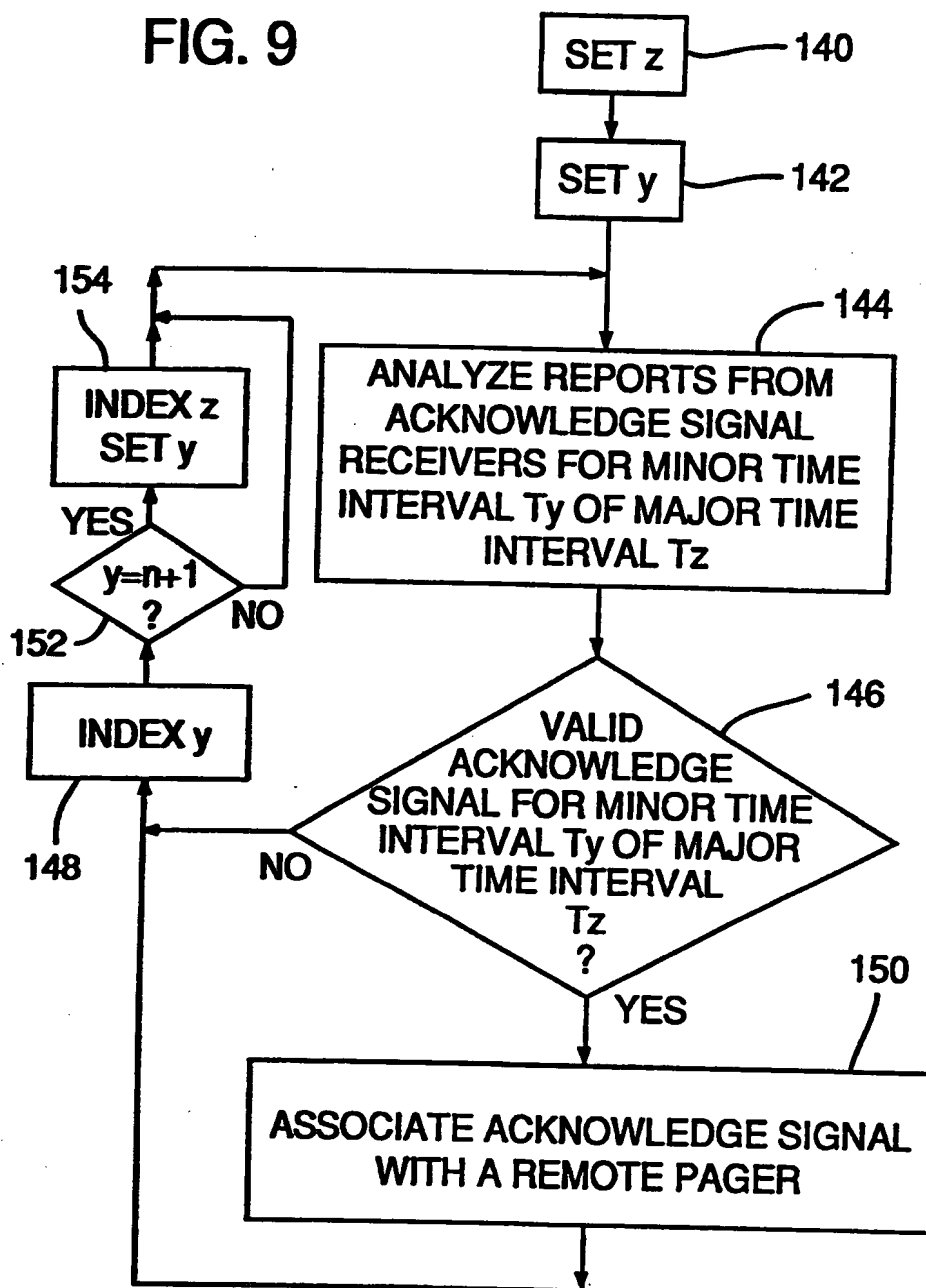 FIG. 9
SET z
140
SET y
142
154
144
INDEX z
SET y
ANALYZE REPORTS FROM
ACKNOWLEDGE SIGNAL
RECEIVERS FOR MINOR TIME
INTERVAL Ty OF MAJOR TIME
INTERVAL Tz
YES
y=n+1
?
NO
152
INDEX y
148
146
VALID
ACKNOWLEDGE
SIGNAL FOR MINOR TIME
INTERVAL Ty OF MAJOR
TIME INTERVAL
Tz
?
NO
YES
150
ASSOCIATE ACKNOWLEDGE SIGNAL
WITH A REMOTE PAGER